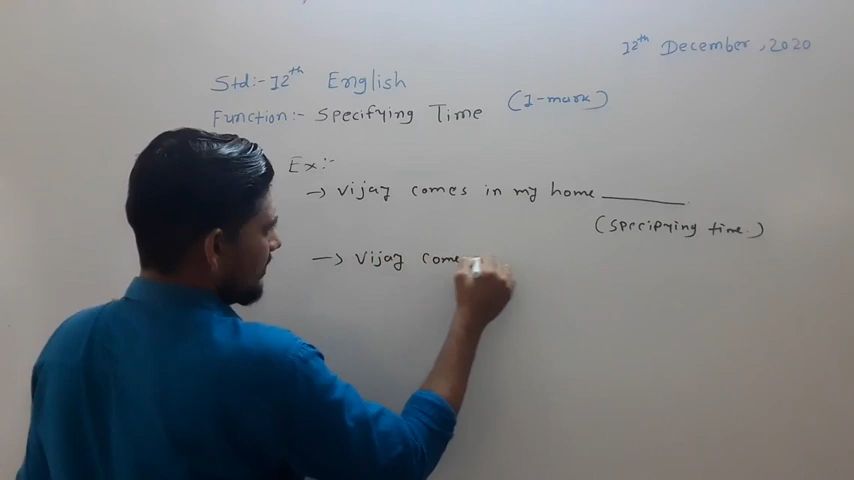 12th December, 2020
Std:- 12th English
Function:- Specifying Time (1-mark)
Ex:-
→ Vijay comes in my home ______.
(Specifying time.)
→ Vijay come